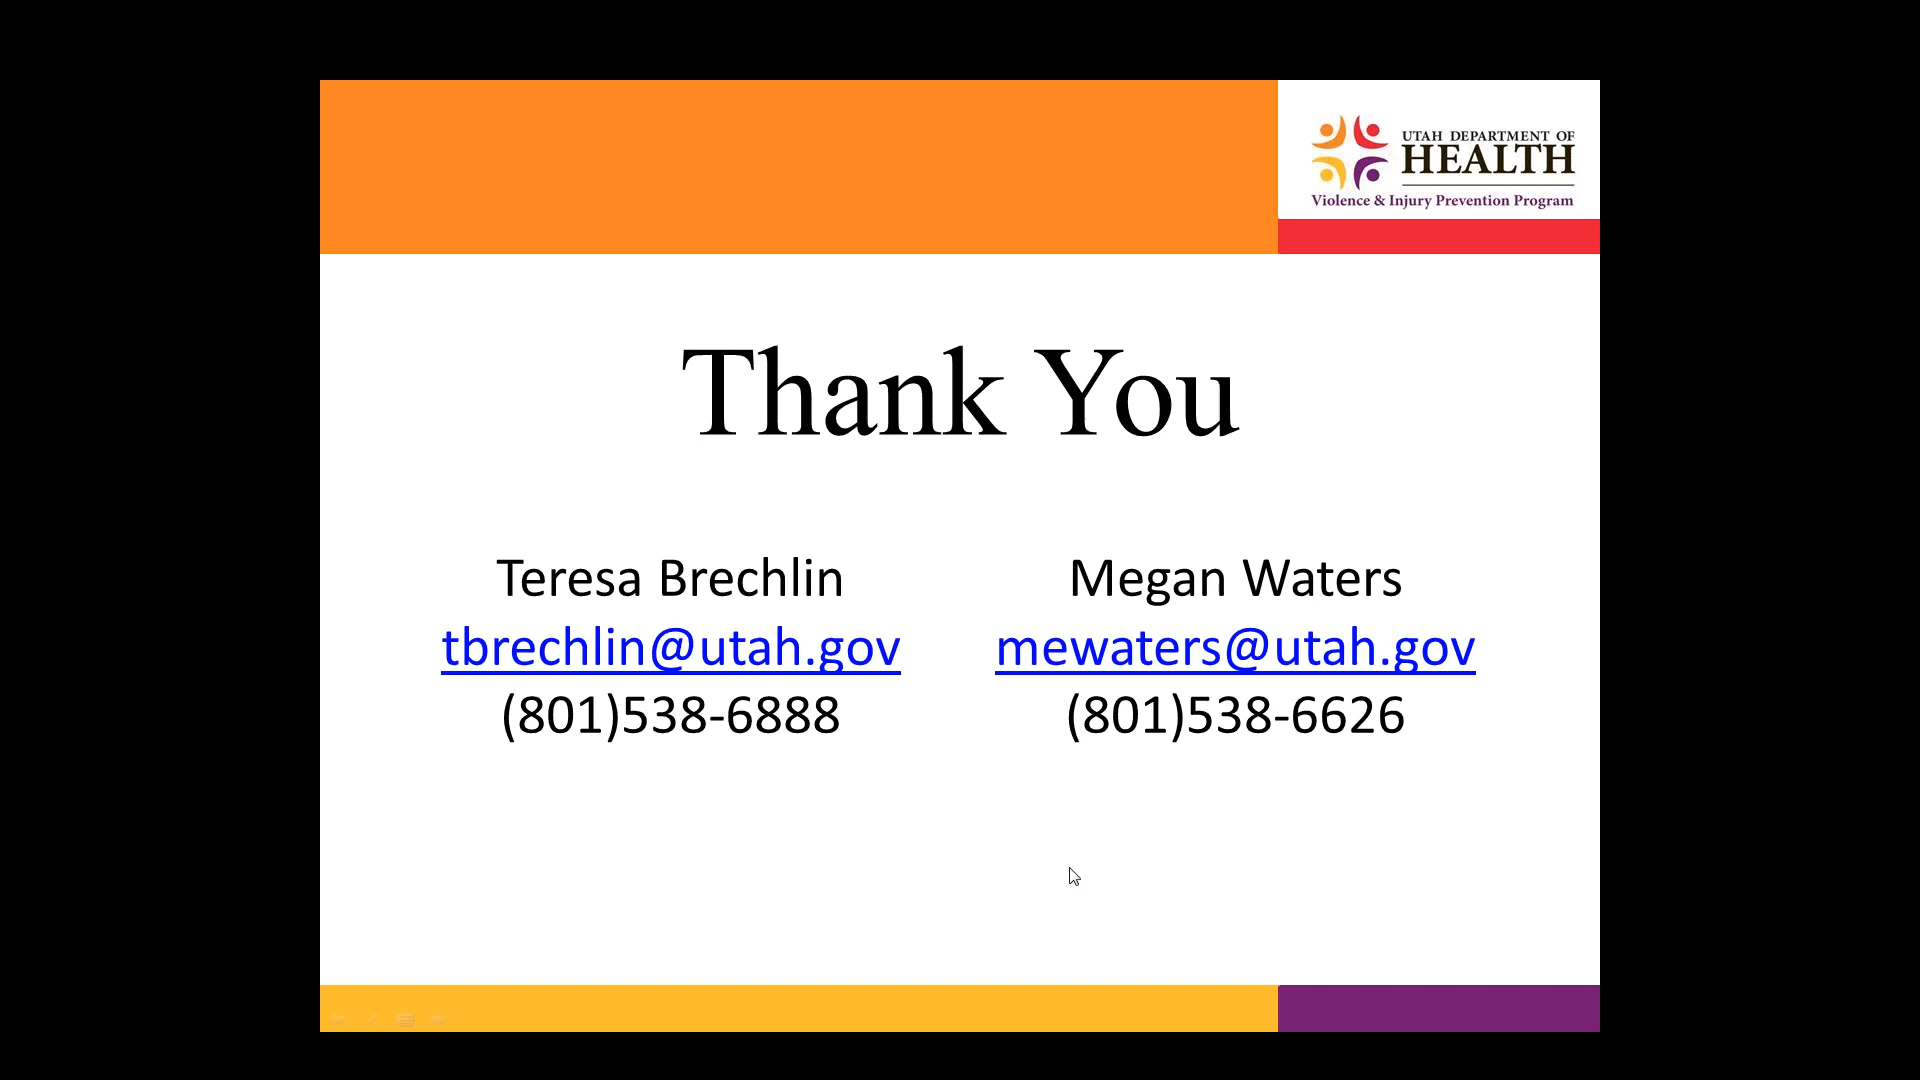 UTAH DEPARTMENT OF
HEALTH
Violence & Injury Prevention Program
Thank You
Teresa Brechlin
tbrechlin@utah.gov
(801)538-6888
Megan Waters
mewaters@utah.gov
(801)538-6626